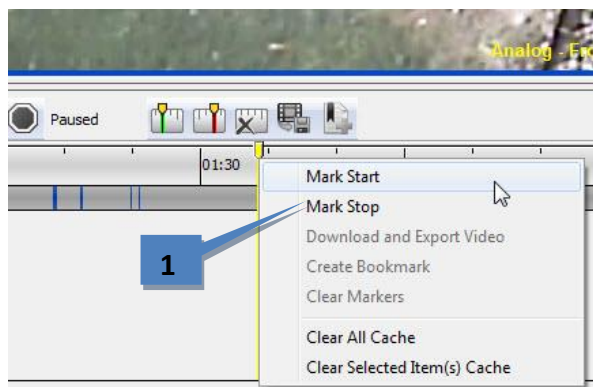 Analog - Fro
Paused
01:30
Mark Start
Mark Stop
Download and Export Video
Create Bookmark
Clear Markers
Clear All Cache
Clear Selected Item(s) Cache
1